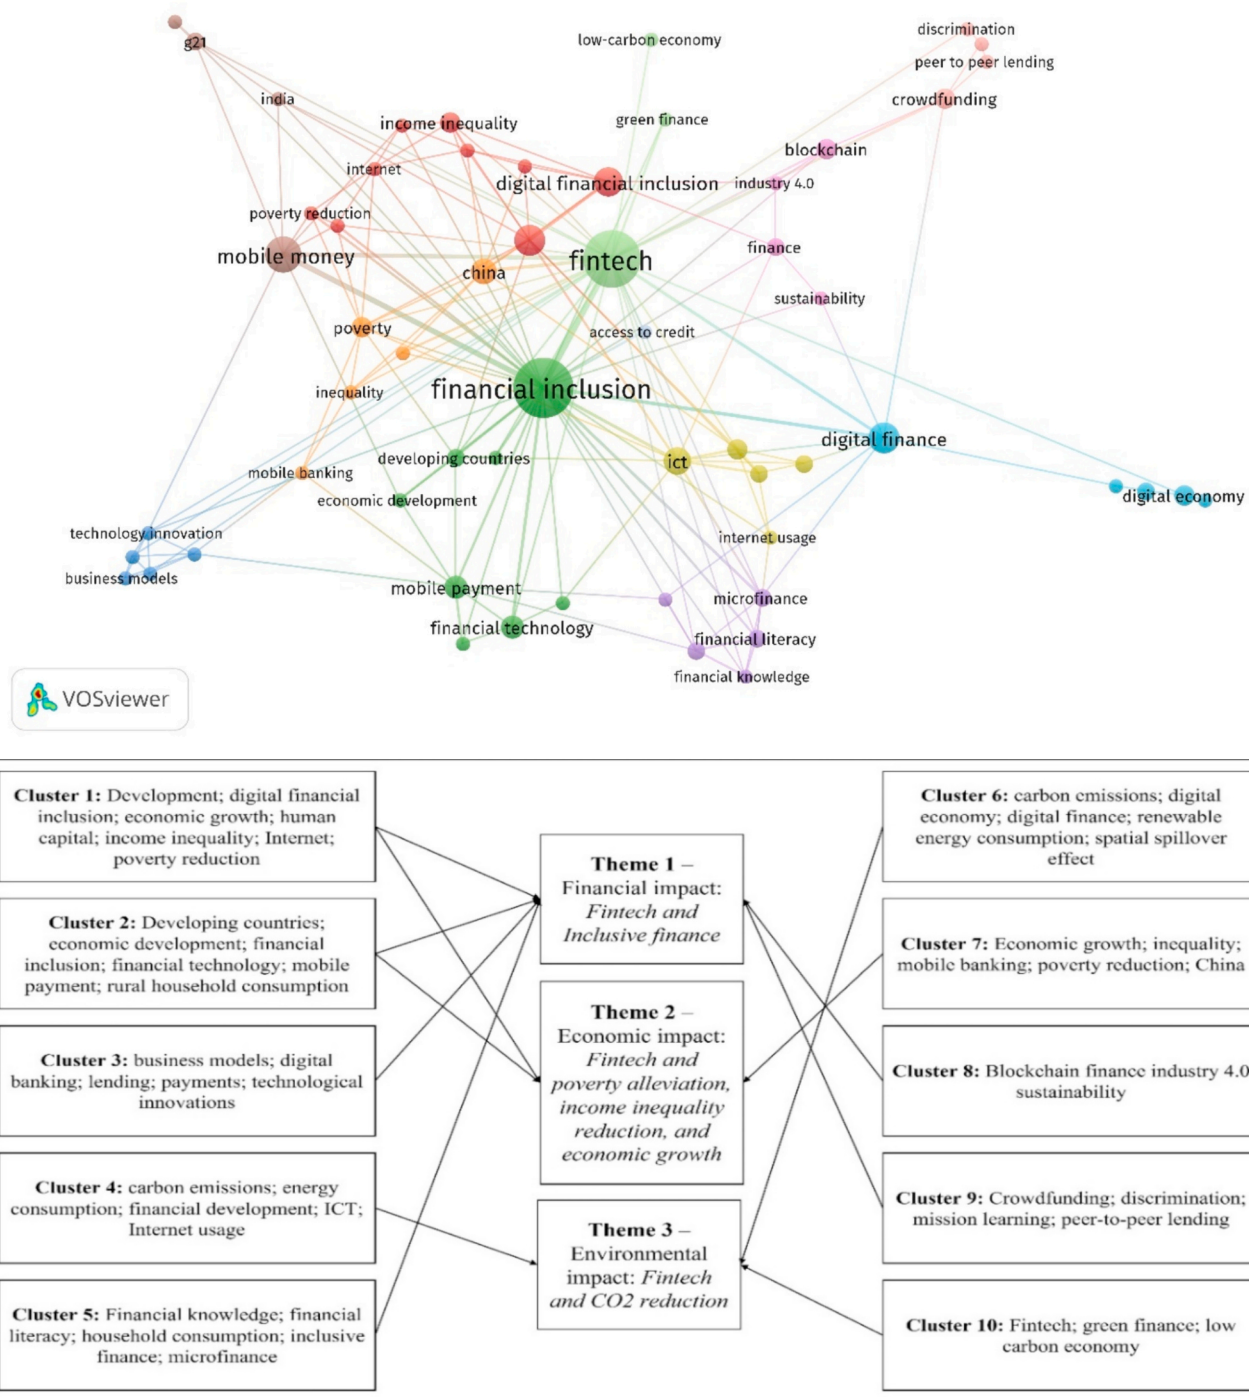 g21
low-carbon economy
discrimination
peer to peer lending
india
crowdfunding
income inequality
green finance
blockchain
internet
digital financial inclusion
industry 4.0
poverty reduction
mobile money
fintech
finance
china
sustainability
poverty
access to credit
financial inclusion
inequality
digital finance
developing countries
ict
mobile banking
economic development
digital economy
technology innovation
internet usage
business models
mobile payment
microfinance
financial technology
financial literacy
financial knowledge
VOSviewer
Cluster 1: Development; digital financial
inclusion; economic growth; human
capital; income inequality; Internet;
poverty reduction
Cluster 2: Developing countries;
economic development; financial
inclusion; financial technology; mobile
payment; rural household consumption
Cluster 3: business models; digital
banking; lending; payments; technological
innovations
Cluster 4: carbon emissions; energy
consumption; financial development; ICT;
Internet usage
Cluster 5: Financial knowledge; financial
literacy; household consumption; inclusive
finance; microfinance
Theme 1 –
Financial impact:
Fintech and
Inclusive finance
Theme 2 –
Economic impact:
Fintech and
poverty alleviation,
income inequality
reduction, and
economic growth
Theme 3 –
Environmental
impact: Fintech
and CO2 reduction
Cluster 6: carbon emissions; digital
economy; digital finance; renewable
energy consumption; spatial spillover
effect
Cluster 7: Economic growth; inequality;
mobile banking; poverty reduction; China
Cluster 8: Blockchain finance industry 4.0
sustainability
Cluster 9: Crowdfunding; discrimination;
mission learning; peer-to-peer lending
Cluster 10: Fintech; green finance; low
carbon economy